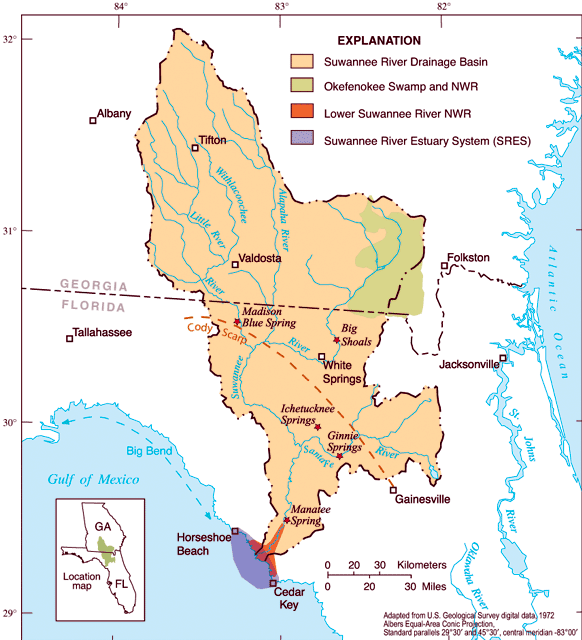 84°
83°
82°
32°
EXPLANATION
Suwannee River Drainage Basin
Okefenokee Swamp and NWR
Lower Suwannee River NWR
Suwannee River Estuary System (SRES)
Albany
Tifton
Withlacoochee
Alapaha River
Little River
31°
Valdosta
Folkston
Atlantic Ocean
River
GEORGIA
FLORIDA
Madison
Blue Spring
Cody Scarp
Big
Shoals
Tallahassee
River
White
Springs
Jacksonville
Suwannee
30°
Ichetucknee
Springs
Ginnie
Springs
Santa Fe River
St. Johns River
Big Bend
Gulf of Mexico
Gainesville
Manatee
Spring
GA
FL
Location
map
Horseshoe
Beach
Cedar
Key
0 10 20 Kilometers
0 10 20 30 Miles
Oklawaha River
29°
Adapted from U.S. Geological Survey digital data, 1972
Albers Equal-Area Conic Projection,
Standard parallels 29°30' and 45°30', central meridian -83°00'